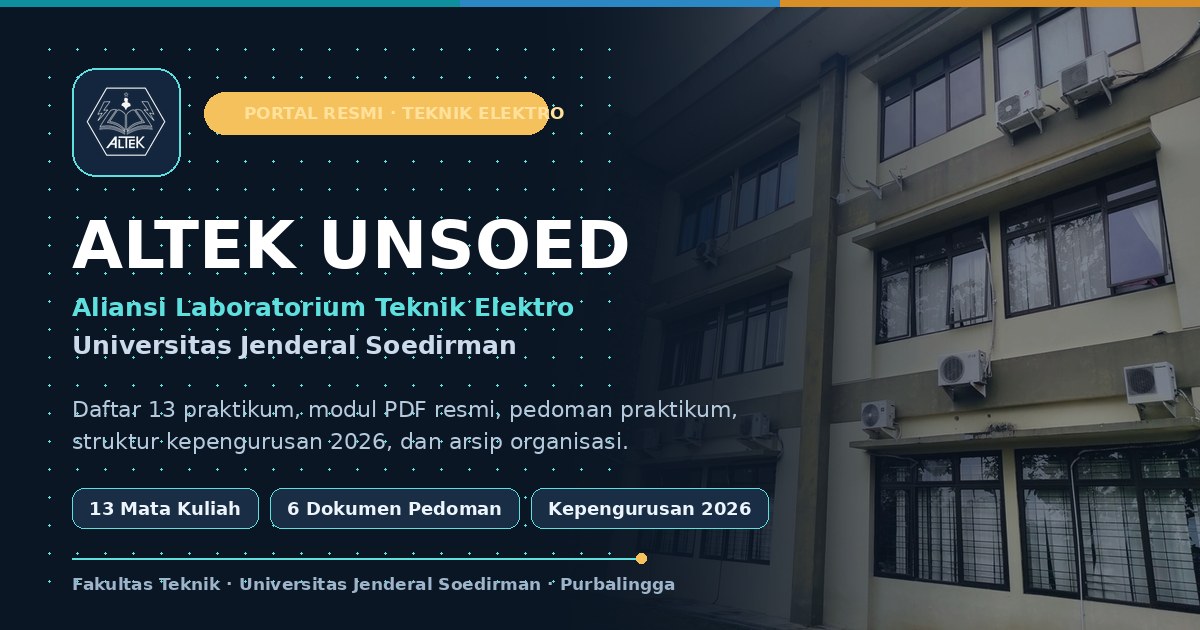 ALTEK
PORTAL RESMI · TEKNIK ELEKTRO
ALTEK UNSOED
Aliansi Laboratorium Teknik Elektro
Universitas Jenderal Soedirman
Daftar 13 praktikum, modul PDF resmi, pedoman praktikum,
struktur kepengurusan 2026, dan arsip organisasi.
13 Mata Kuliah
6 Dokumen Pedoman
Kepengurusan 2026
Fakultas Teknik · Universitas Jenderal Soedirman · Purbalingga